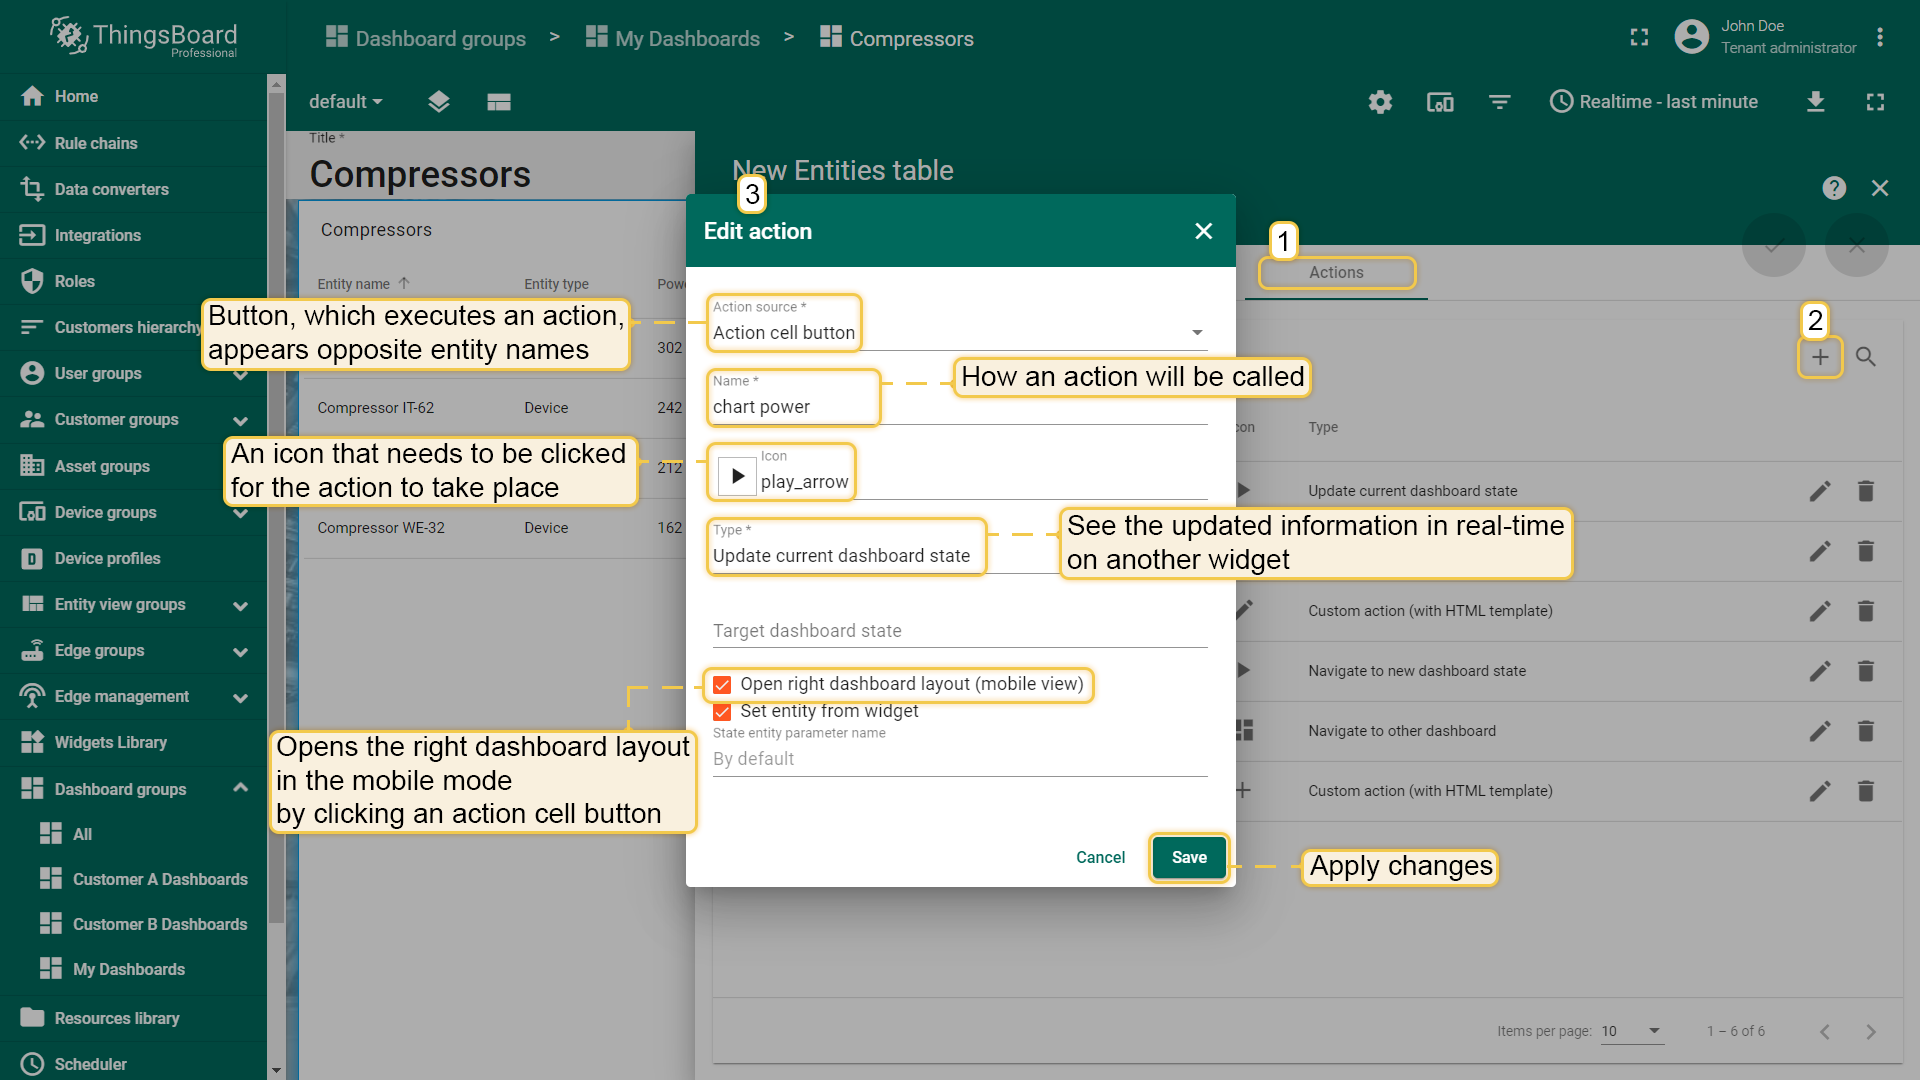 ThingsBoard
Professional
Dashboard groups > My Dashboards > Compressors
John Doe
Tenant administrator
Home
Rule chains
Data converters
Integrations
Roles
Customers hierarchy
User groups
Customer groups
Asset groups
Device groups
Device profiles
Entity view groups
Edge groups
Edge management
Widgets Library
Dashboard groups
All
Customer A Dashboards
Customer B Dashboards
My Dashboards
Resources library
Scheduler
default
Realtime - last minute
Title *
Compressors
Compressors
Entity name
Entity type
302
Compressor IT-62
Device
242
212
Compressor WE-32
Device
162
New Entities table
1
Actions
2
Type
Update current dashboard state
Custom action (with HTML template)
Navigate to new dashboard state
Navigate to other dashboard
Custom action (with HTML template)
Items per page: 10
1 – 6 of 6
3
Edit action
Action source *
Action cell button
Name *
chart power
Icon
play_arrow
Type *
Update current dashboard state
Target dashboard state
Open right dashboard layout (mobile view)
Set entity from widget
State entity parameter name
By default
Cancel
Save
Button, which executes an action,
appears opposite entity names
How an action will be called
An icon that needs to be clicked
for the action to take place
See the updated information in real-time
on another widget
Opens the right dashboard layout
in the mobile mode
by clicking an action cell button
Apply changes